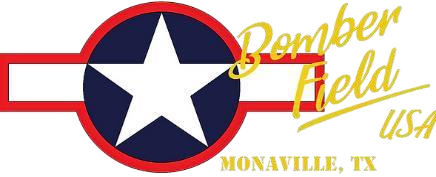 Bomber
Field
USA
MONAVILLE, TX